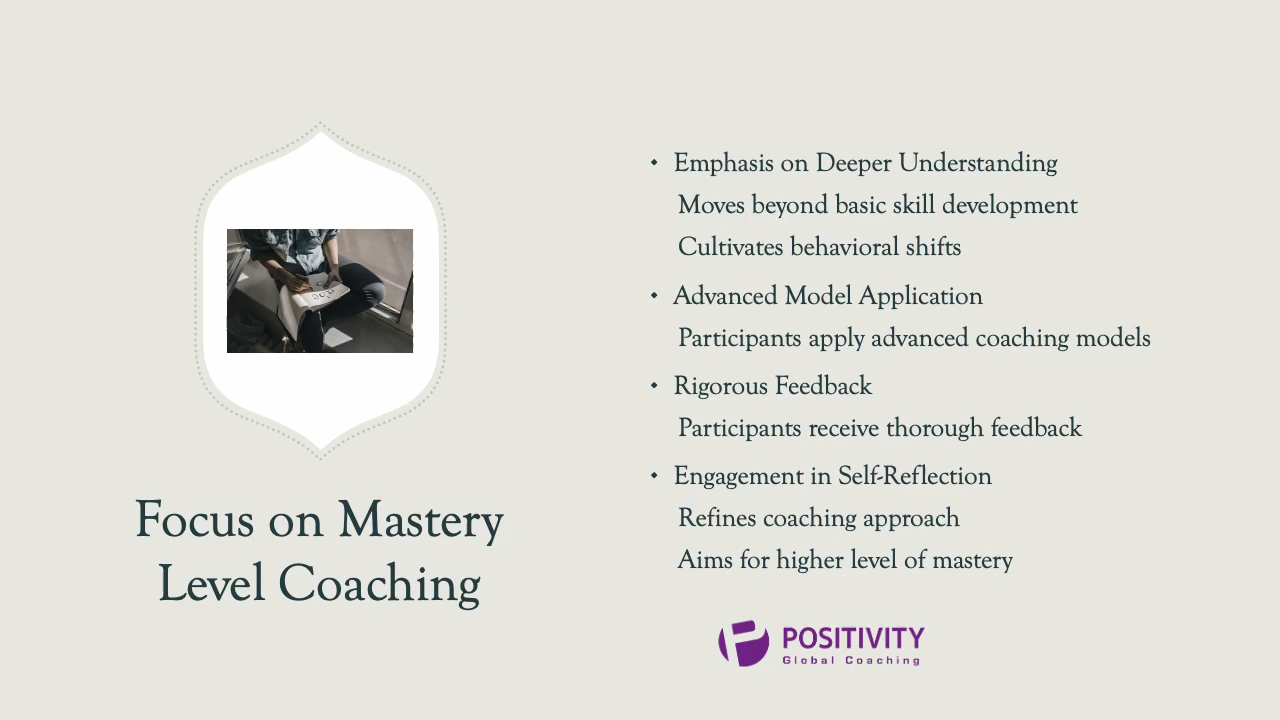 Focus on Mastery
Level Coaching
Emphasis on Deeper Understanding
Moves beyond basic skill development
Cultivates behavioral shifts
Advanced Model Application
Participants apply advanced coaching models
Rigorous Feedback
Participants receive thorough feedback
Engagement in Self-Reflection
Refines coaching approach
Aims for higher level of mastery
POSITIVITY
Global Coaching